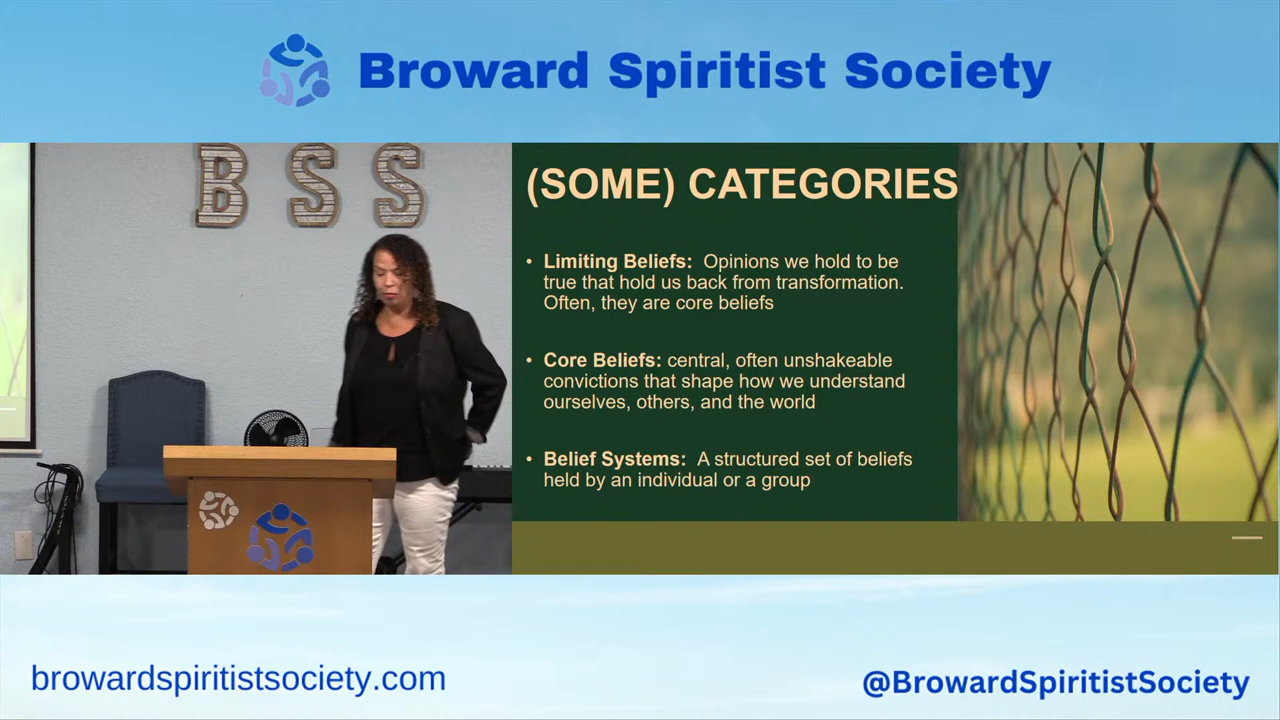 Broward Spiritist Society
B S S
(SOME) CATEGORIES
• Limiting Beliefs: Opinions we hold to be
true that hold us back from transformation.
Often, they are core beliefs
• Core Beliefs: central, often unshakeable
convictions that shape how we understand
ourselves, others, and the world
• Belief Systems: A structured set of beliefs
held by an individual or a group
browardspiritistsociety.com
@BrowardSpiritistSociety